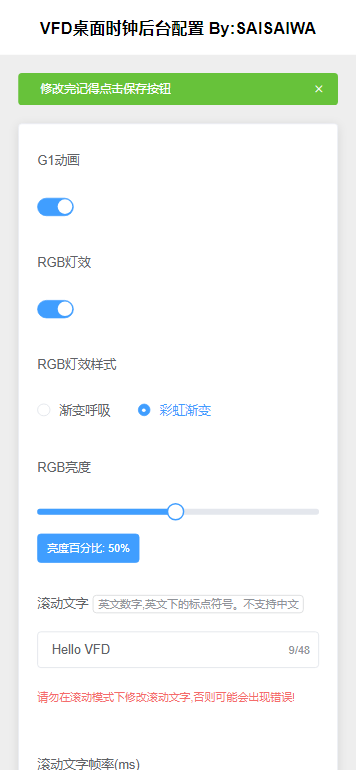 VFD桌面时钟后台配置 By:SAISAIWA
修改完记得点击保存按钮
G1动画
RGB灯效
RGB灯效样式
渐变呼吸 彩虹渐变
RGB亮度
亮度百分比: 50%
滚动文字 英文数字,英文下的标点符号。不支持中文
Hello VFD 9/48
请勿在滚动模式下修改滚动文字,否则可能会出现错误!
滚动文字帧率(ms)